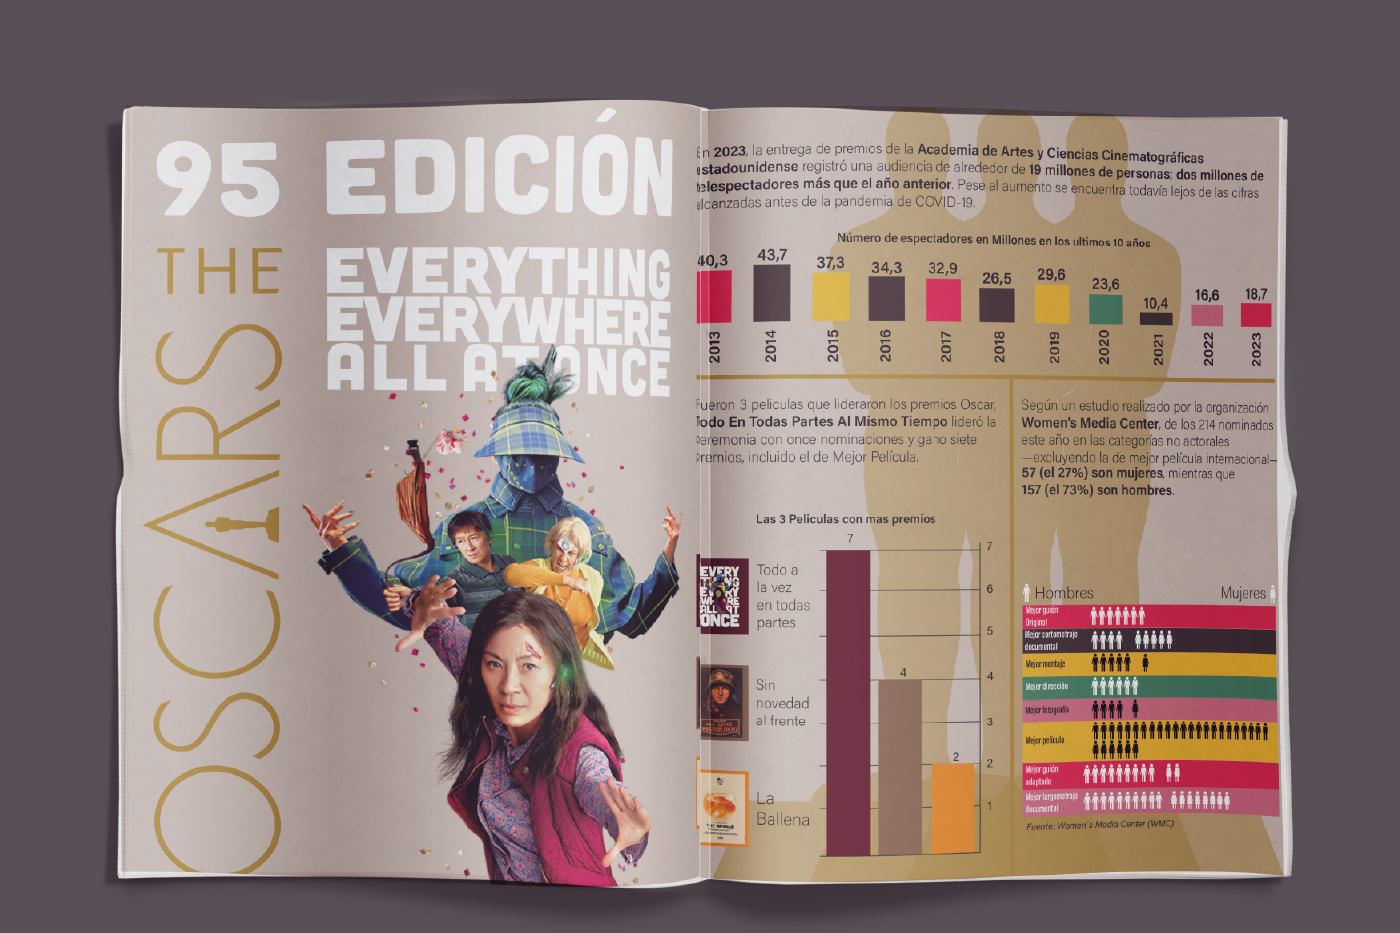 95 EDICIÓN
THE
OSCARS
EVERYTHING
EVERYWHERE
ALL AT ONCE
En 2023, la entrega de premios de la Academia de Artes y Ciencias Cinematográficas
estadounidense registró una audiencia de alrededor de 19 millones de personas; dos millones de
telespectadores más que el año anterior. Pese al aumento se encuentra todavía lejos de las cifras
alcanzadas antes de la pandemia de COVID-19.
Número de espectadores en Millones en los ultimos 10 años
40,3 43,7 37,3 34,3 32,9 26,5 29,6 23,6 10,4 16,6 18,7
2013 2014 2015 2016 2017 2018 2019 2020 2021 2022 2023
Fueron 3 peliculas que lideraron los premios Oscar,
Todo En Todas Partes Al Mismo Tiempo lideró la
ceremonia con once nominaciones y gano siete
premios, incluido el de Mejor Película.
Las 3 Peliculas con mas premios
7
4
2
7
6
5
4
3
2
1
EVERY
THING
EVERY
WHERE
ALL AT
ONCE
Todo a
la vez
en todas
partes
Sin
novedad
al frente
THE WHALE
La
Ballena
Según un estudio realizado por la organización
Women's Media Center, de los 214 nominados
este año en las categorías no actorales
—excluyendo la de mejor película internacional—
57 (el 27%) son mujeres, mientras que
157 (el 73%) son hombres.
Hombres Mujeres
Mejor guión
Original
Mejor cortometraje
documental
Mejor montaje
Mejor dirección
Mejor fotografía
Mejor película
Mejor guión
adaptado
Mejor largometraje
documental
Fuente: Women´s Media Center (WMC)